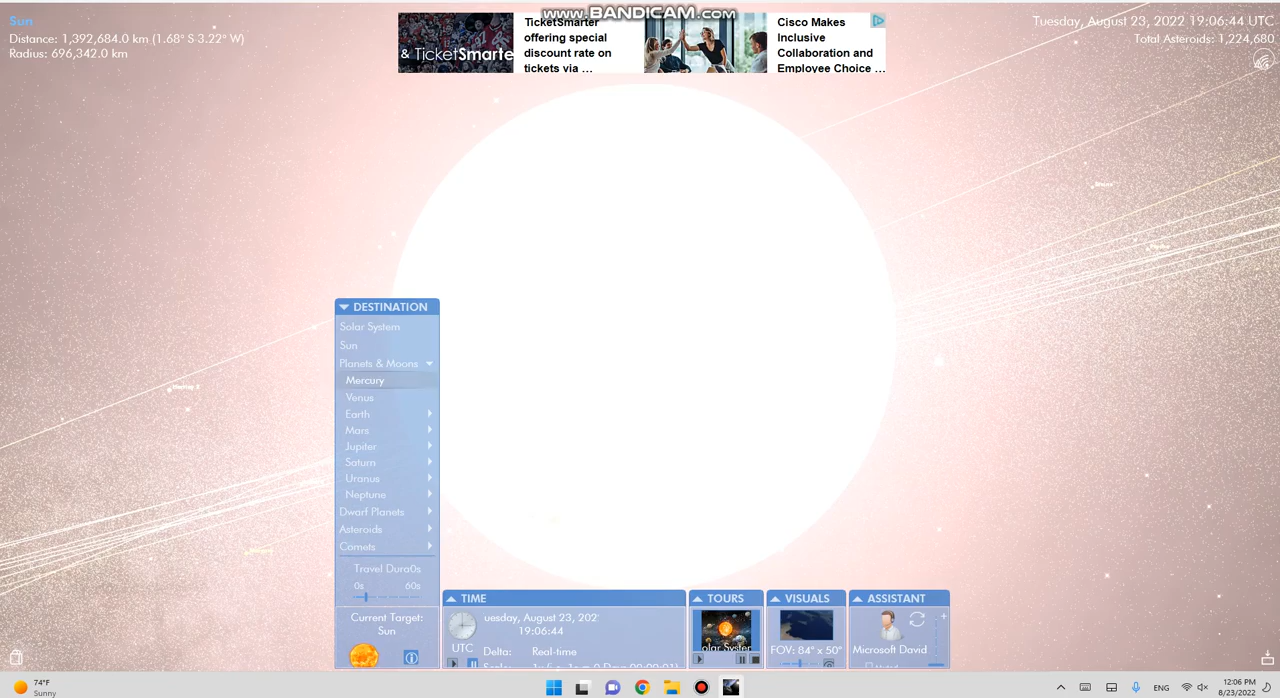 Sun
Distance: 1,392,684.0 km (1.68° S 3.22° W)
Radius: 696,342.0 km
www.BANDICAM.com
& TicketSmarte
TicketSmarter
offering special
discount rate on
tickets via ...
Cisco Makes
Inclusive
Collaboration and
Employee Choice ...
Tuesday, August 23, 2022 19:06:44 UTC
Total Asteroids: 1,224,680
DESTINATION
Solar System
Sun
Planets & Moons
Mercury
Venus
Earth
Mars
Jupiter
Saturn
Uranus
Neptune
Dwarf Planets
Asteroids
Comets
Travel Dura0s
0s 60s
Current Target:
Sun
TIME
uesday, August 23, 202
19:06:44
UTC
Delta: Real-time
TOURS
olar Syster
VISUALS
FOV: 84° x 50°
ASSISTANT
Microsoft David
74°F
Sunny
ENG
12:06 PM
8/23/2022